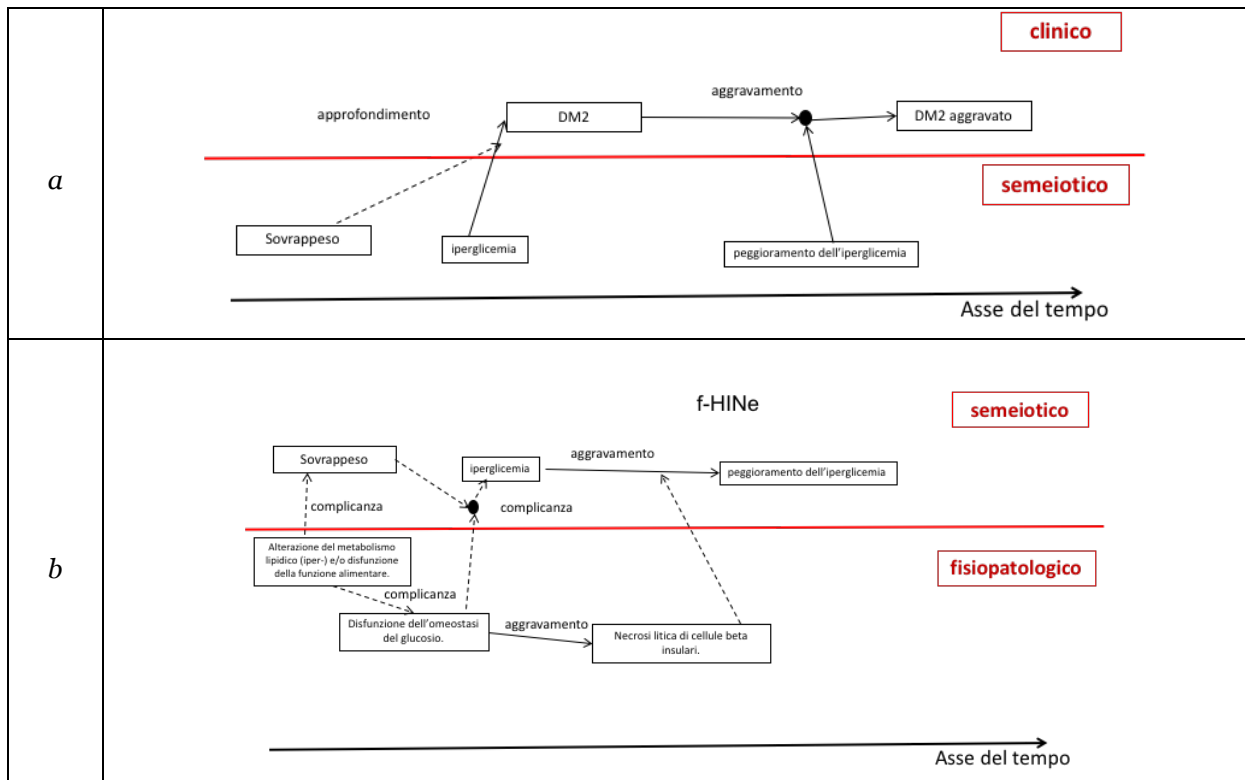 a
clinico
aggravamento
approfondimento
DM2
DM2 aggravato
semeiotico
Sovrappeso
iperglicemia
peggioramento dell'iperglicemia
Asse del tempo
b
f-HINe
semeiotico
Sovrappeso
iperglicemia
aggravamento
peggioramento dell'iperglicemia
complicanza
complicanza
Alterazione del metabolismo
lipidico (iper-) e/o disfunzione
della funzione alimentare.
fisiopatologico
complicanza
Disfunzione dell'omeostasi
del glucosio.
aggravamento
Necrosi litica di cellule beta
insulari.
Asse del tempo